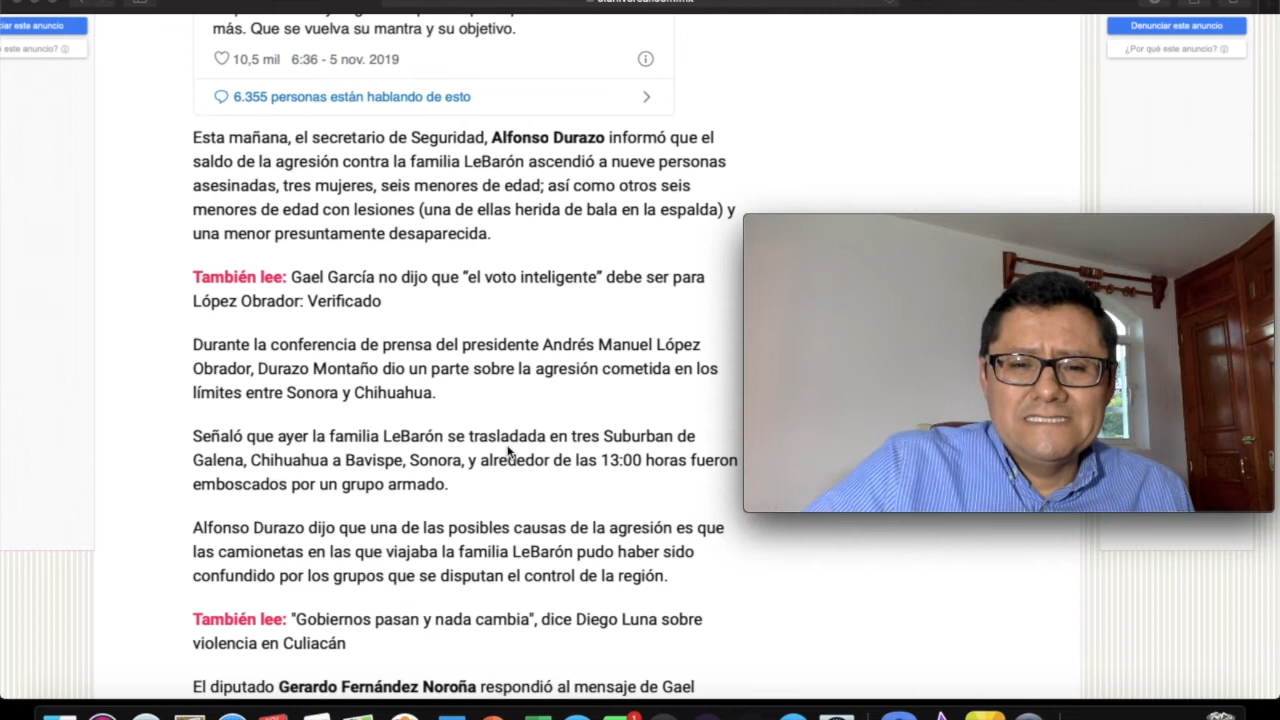 más. Que se vuelva su mantra y su objetivo.
10,5 mil 6:36 - 5 nov. 2019
6.355 personas están hablando de esto
Esta mañana, el secretario de Seguridad, Alfonso Durazo informó que el
saldo de la agresión contra la familia LeBarón ascendió a nueve personas
asesinadas, tres mujeres, seis menores de edad; así como otros seis
menores de edad con lesiones (una de ellas herida de bala en la espalda) y
una menor presuntamente desaparecida.
También lee: Gael García no dijo que “el voto inteligente” debe ser para
López Obrador: Verificado
Durante la conferencia de prensa del presidente Andrés Manuel López
Obrador, Durazo Montaño dio un parte sobre la agresión cometida en los
límites entre Sonora y Chihuahua.
Señaló que ayer la familia LeBarón se trasladada en tres Suburban de
Galena, Chihuahua a Bavispe, Sonora, y alrededor de las 13:00 horas fueron
emboscados por un grupo armado.
Alfonso Durazo dijo que una de las posibles causas de la agresión es que
las camionetas en las que viajaba la familia LeBarón pudo haber sido
confundido por los grupos que se disputan el control de la región.
También lee: "Gobiernos pasan y nada cambia", dice Diego Luna sobre
violencia en Culiacán
El diputado Gerardo Fernández Noroña respondió al mensaje de Gael
este anuncio
este anuncio?
Denunciar este anuncio
¿Por qué este anuncio?